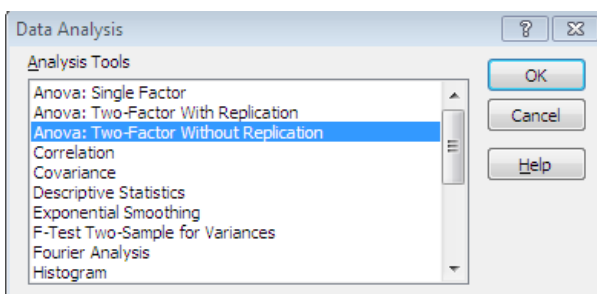 Data Analysis
Analysis Tools
Anova: Single Factor
Anova: Two-Factor With Replication
Anova: Two-Factor Without Replication
Correlation
Covariance
Descriptive Statistics
Exponential Smoothing
F-Test Two-Sample for Variances
Fourier Analysis
Histogram
?
OK
Cancel
Help